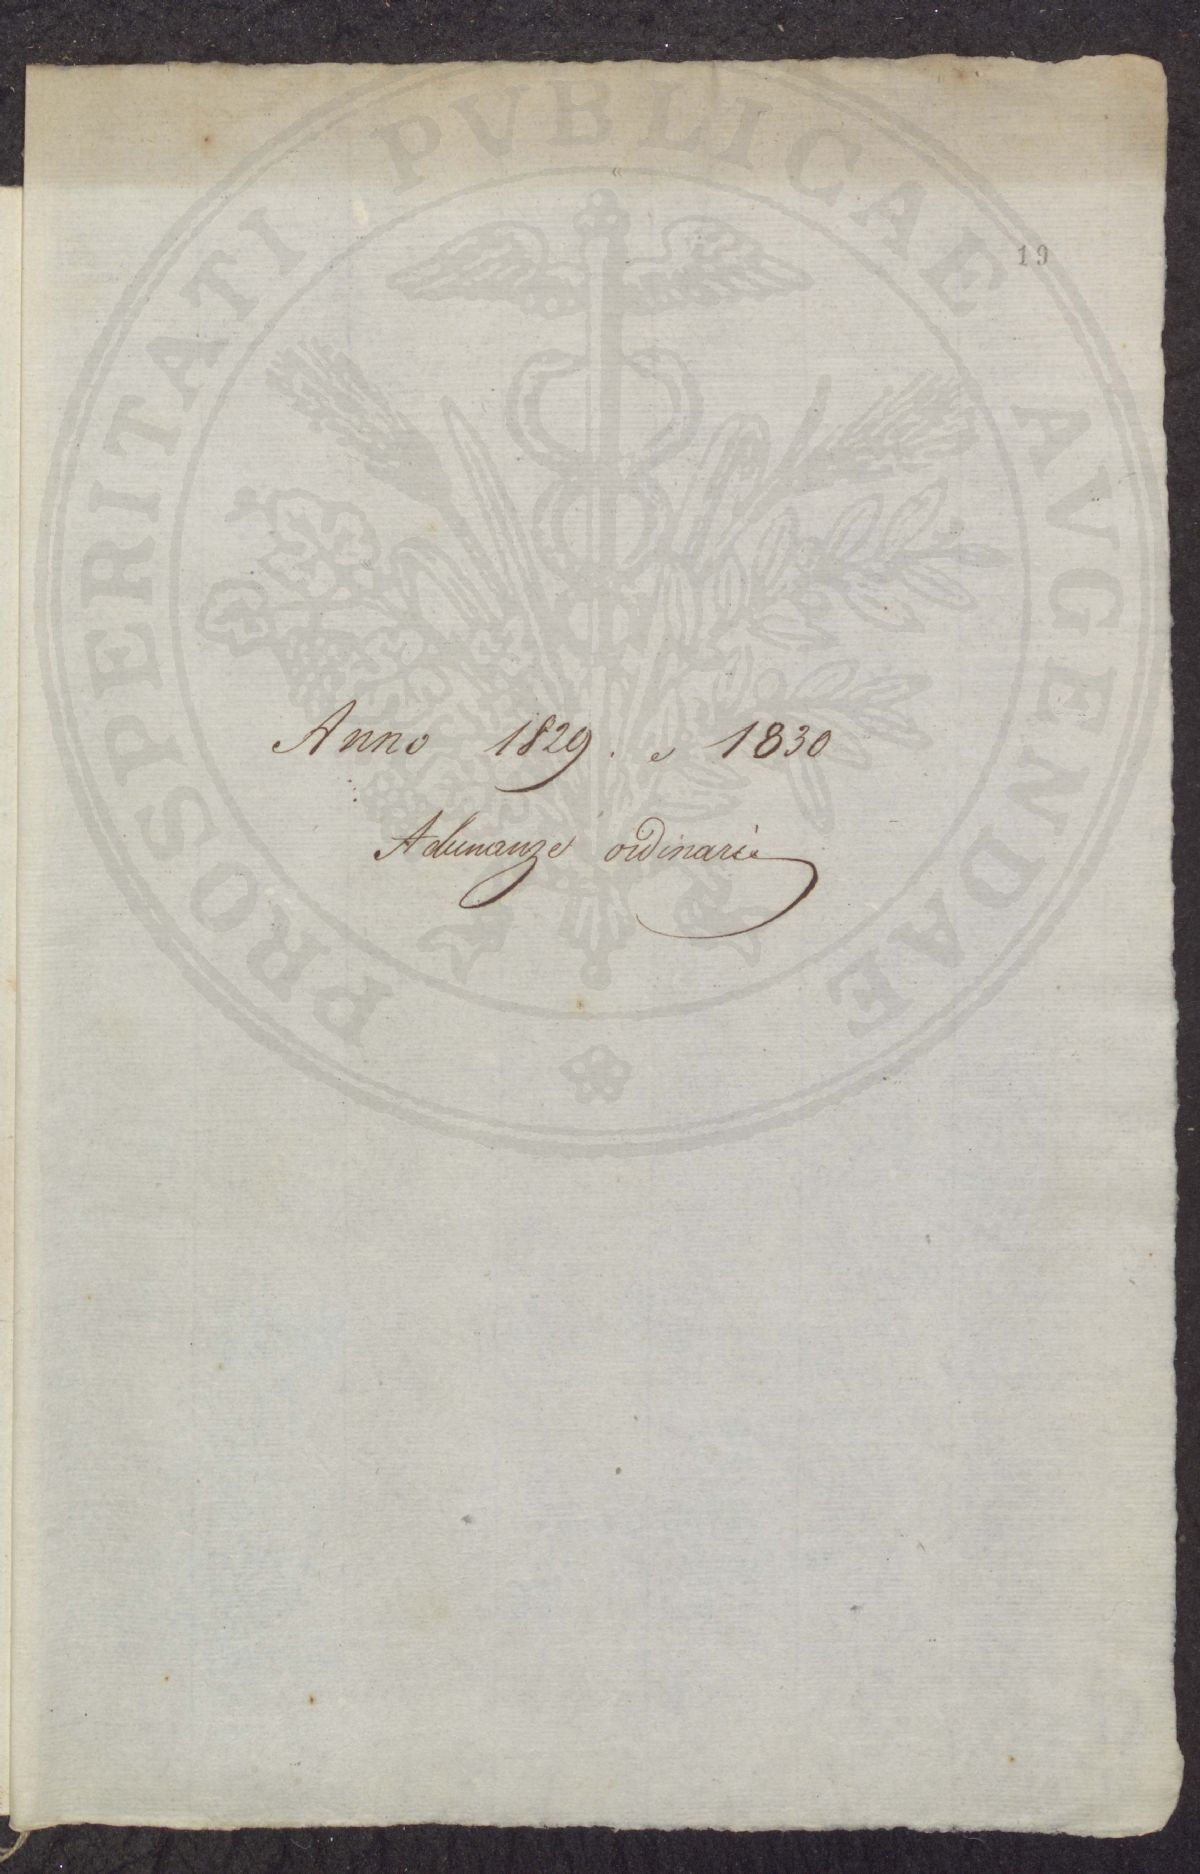 PROSPERITATI PVBLICAE AVGENDAE
19
Anno 1829. e 1830
Adunanze ordinarie